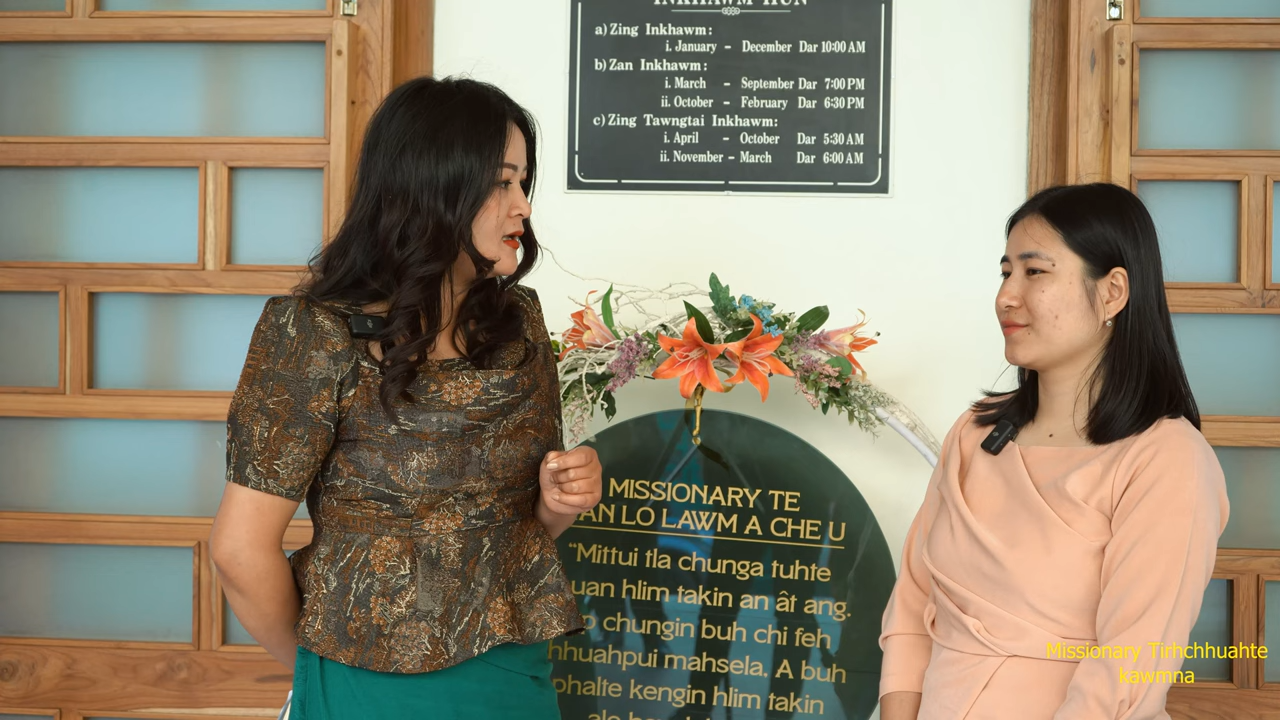 INKHAWM HUN
a) Zing Inkhawm:
i. January – December Dar 10:00 AM
b) Zan Inkhawm:
i. March – September Dar 7:00 PM
ii. October – February Dar 6:30 PM
c) Zing Tawngtai Inkhawm:
i. April – October Dar 5:30 AM
ii. November – March Dar 6:00 AM
MISSIONARY TE
LO LAWM A CHE U
"Mittui tla chunga tuhte
hlim takin an ât ang.
chungin buh chi feh
mahsela, A buh
kengin hlim takin
Missionary Tirhchhuahte
kawmna